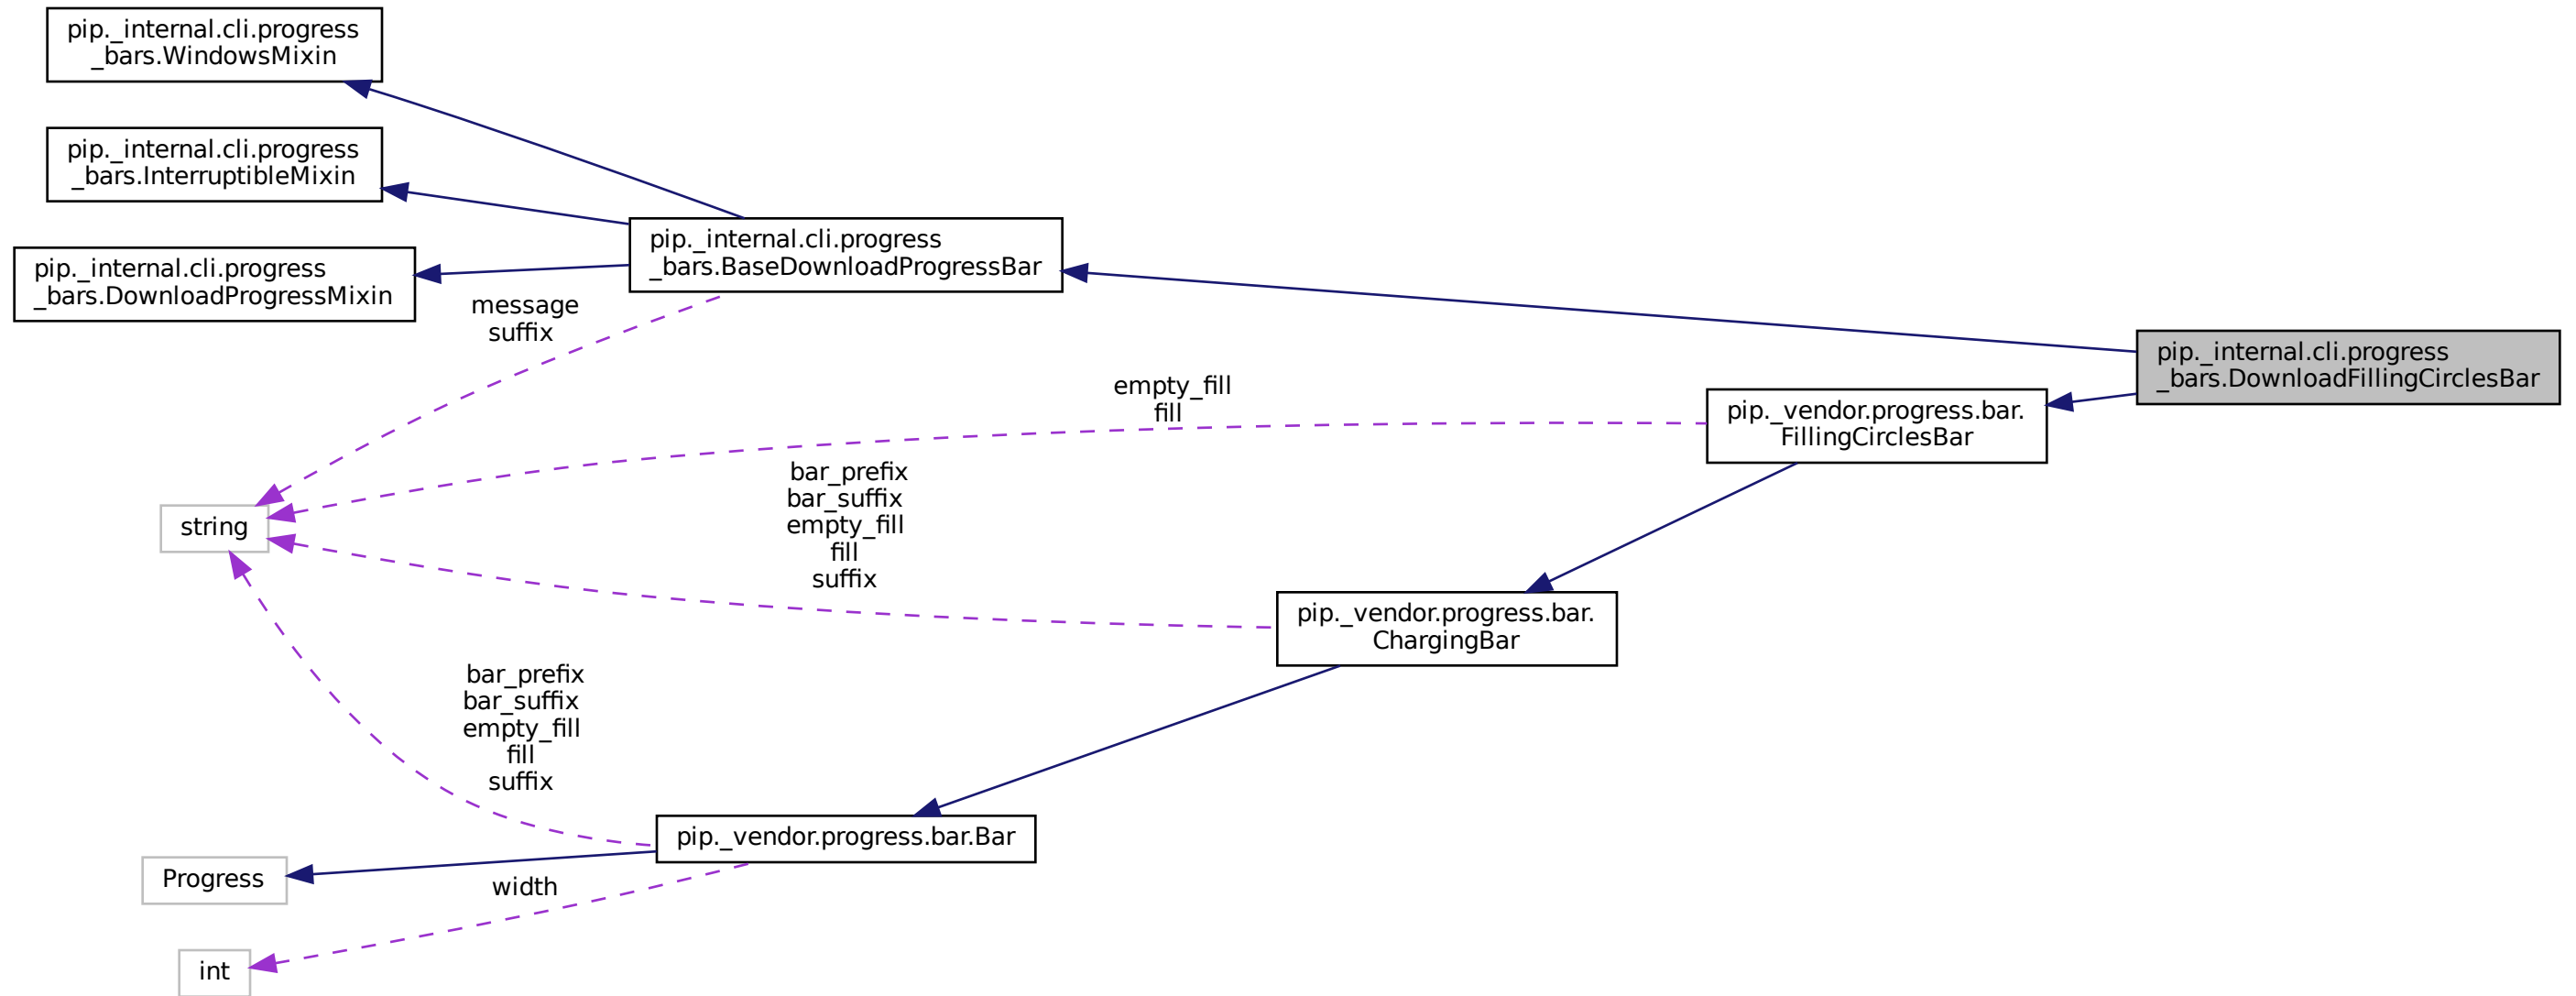 pip._internal.cli.progress
_bars.WindowsMixin
pip._internal.cli.progress
_bars.InterruptibleMixin
pip._internal.cli.progress
_bars.DownloadProgressMixin
pip._internal.cli.progress
_bars.BaseDownloadProgressBar
message
suffix
pip._internal.cli.progress
_bars.DownloadFillingCirclesBar
empty_fill
fill
pip._vendor.progress.bar.
FillingCirclesBar
bar_prefix
bar_suffix
empty_fill
fill
suffix
string
pip._vendor.progress.bar.
ChargingBar
bar_prefix
bar_suffix
empty_fill
fill
suffix
pip._vendor.progress.bar.Bar
Progress
width
int